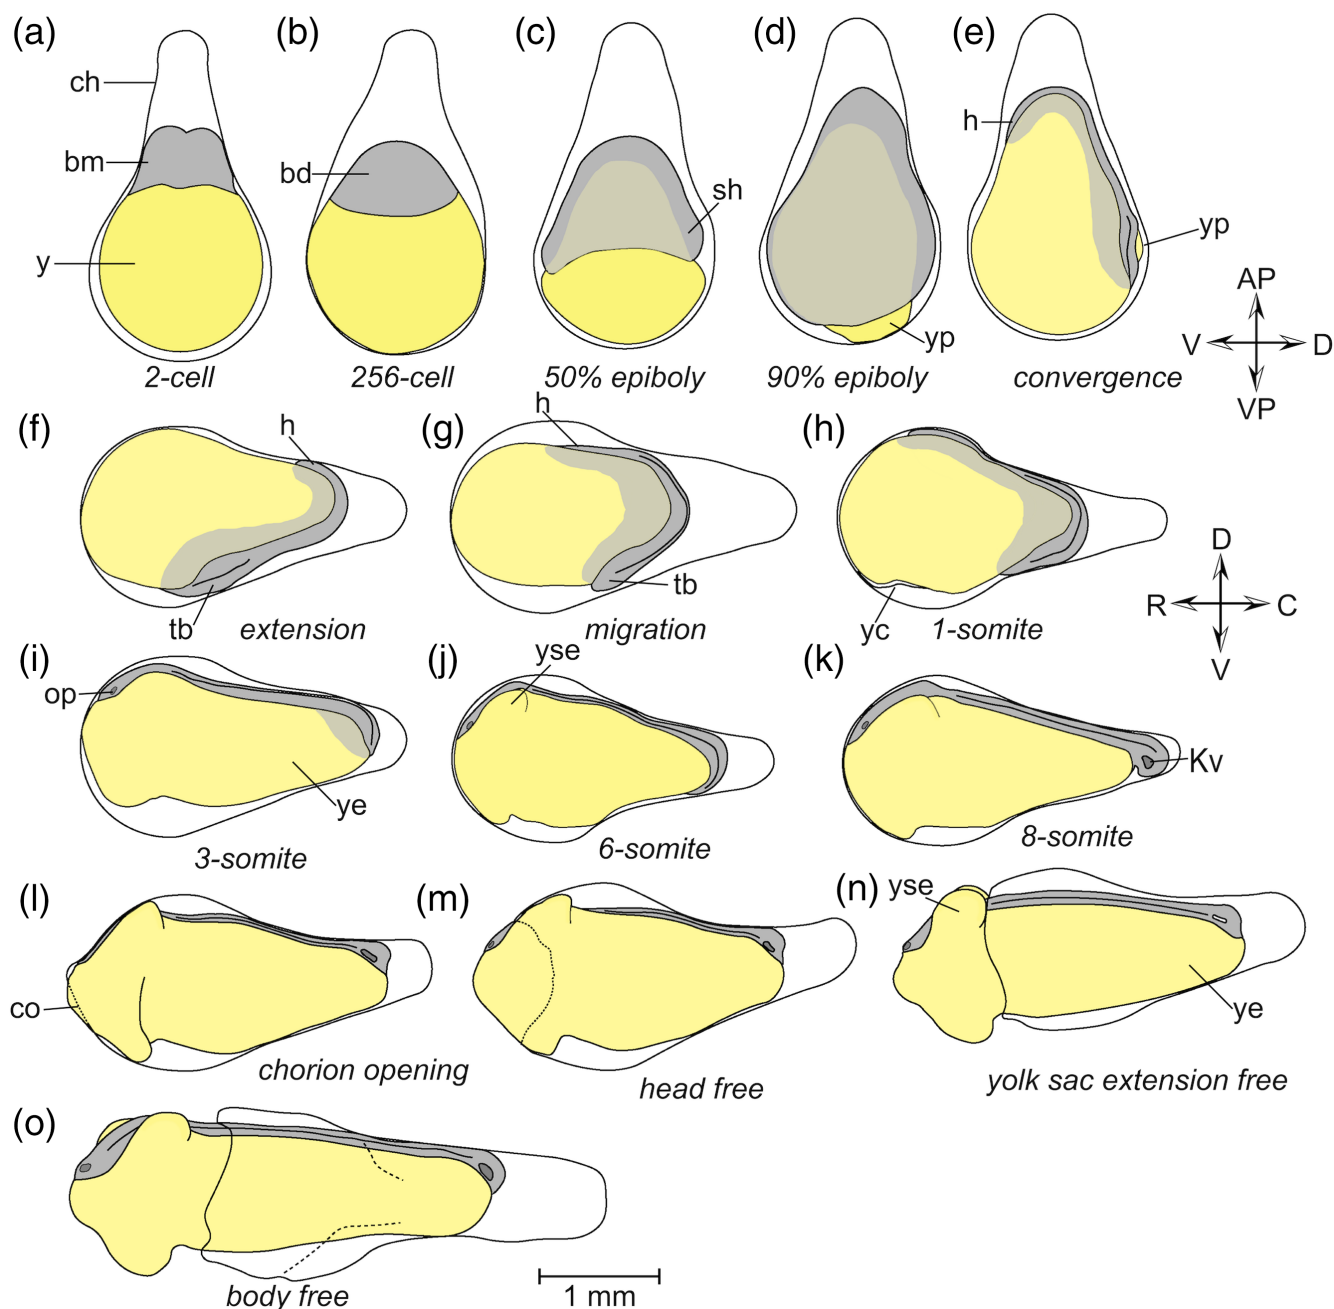 (a) (b) (c) (d) (e)
ch
bm
y
bd
sh
yp
h
yp
AP
V D
VP
2-cell 256-cell 50% epiboly 90% epiboly convergence
(f) (g) (h)
h
tb
h
tb
yc
D
R C
V
extension migration 1-somite
(i) (j) (k)
op
ye
yse
Kv
3-somite 6-somite 8-somite
(l) (m) (n)
co
yse
ye
chorion opening head free yolk sac extension free
(o)
body free
1 mm